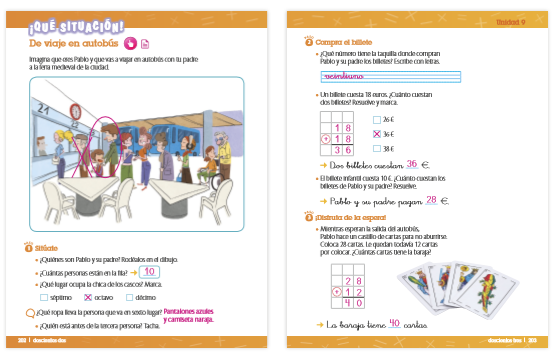 ¡QUÉ SITUACIÓN!
De viaje en autobús
Imagina que eres Pablo y que vas a viajar en autobús con tu padre
a la feria medieval de la ciudad.
21
22
1 Sitúate
• ¿Quiénes son Pablo y su padre? Rodéalos en el dibujo.
• ¿Cuántas personas están en la fila? → 10
• ¿Qué lugar ocupa la chica de los cascos? Marca.
séptimo octavo décimo
• ¿Qué ropa lleva la persona que va en sexto lugar? Pantalones azules
y camiseta naranja.
• ¿Quién está antes de la tercera persona? Tacha.
202 doscientos dos
Unidad 9
2 Compra el billete
• ¿Qué número tiene la taquilla donde compran
Pablo y su padre los billetes? Escribe con letras.
veintiuno
• Un billete cuesta 18 euros. ¿Cuánto cuestan
dos billetes? Resuelve y marca.
1 8
+ 1 8
3 6
26 €
36 €
38 €
→ Dos billetes cuestan 36 €.
• El billete infantil cuesta 10 €. ¿Cuánto cuestan los
billetes de Pablo y su padre? Resuelve.
→ Pablo y su padre pagan 28 €.
3 ¡Disfruta de la espera!
• Mientras esperan la salida del autobús,
Pablo hace un castillo de cartas para no aburrirse.
Coloca 28 cartas. Le quedan todavía 12 cartas
por colocar. ¿Cuántas cartas tiene la baraja?
2 8
+ 1 2
4 0
→ La baraja tiene 40 cartas.
doscientos tres 203